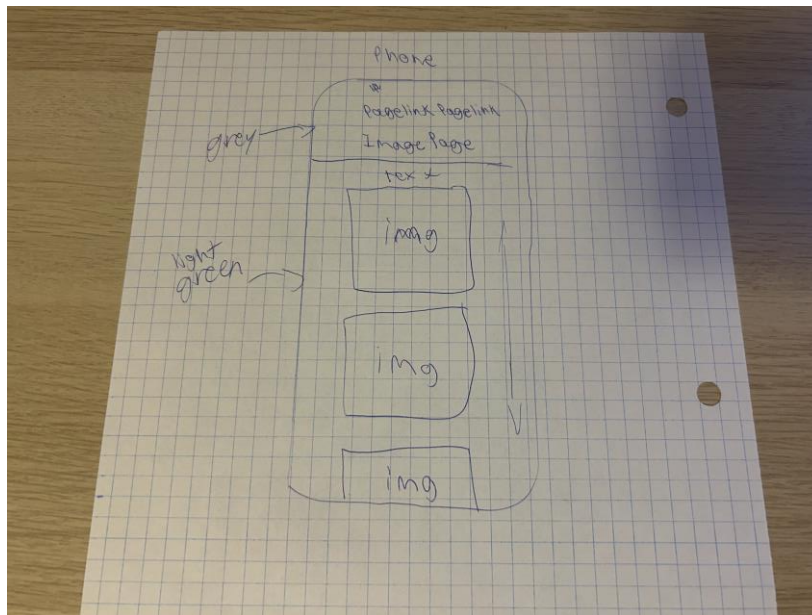 Phone
Pagelink Pagelink
grey
Image Page
text
img
light
green
img
img